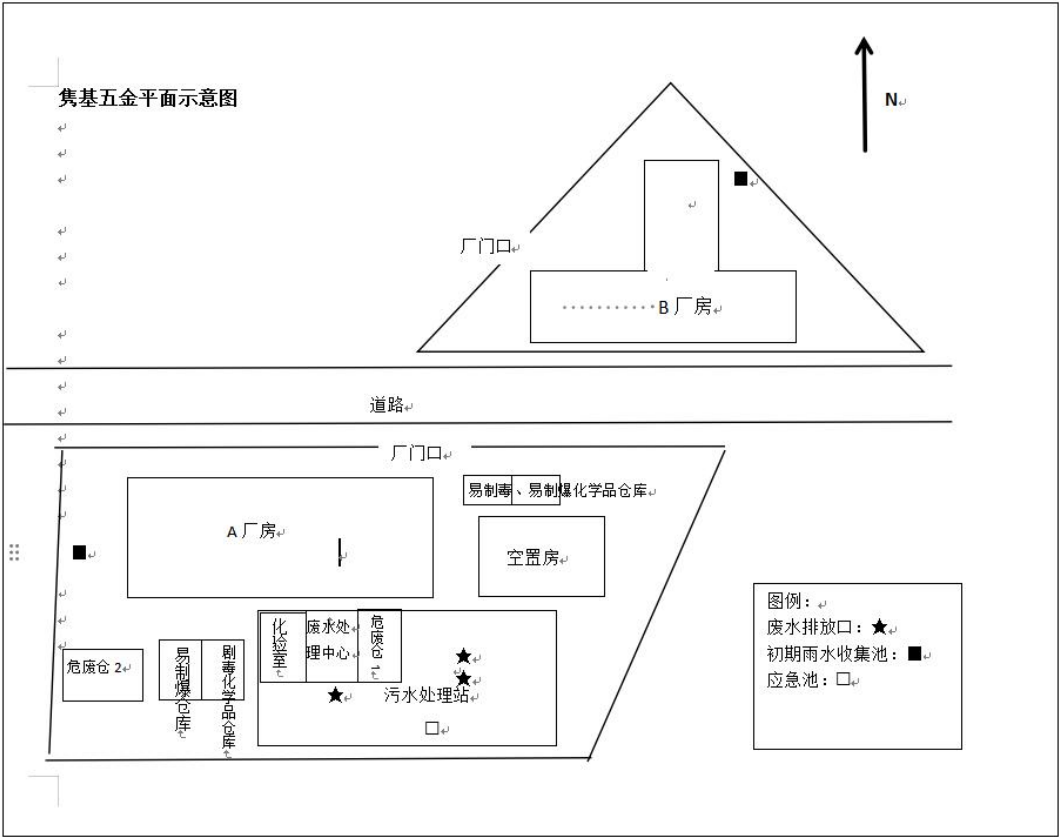 隽基五金平面示意图
N
厂门口
B 厂房
道路
厂门口
易制毒、易制爆化学品仓库
A 厂房
空置房
化验室
废水处
理中心
危废仓 1
危废仓 2
易制爆仓库
剧毒化学品仓库
污水处理站
图例：
废水排放口：★
初期雨水收集池：■
应急池：□